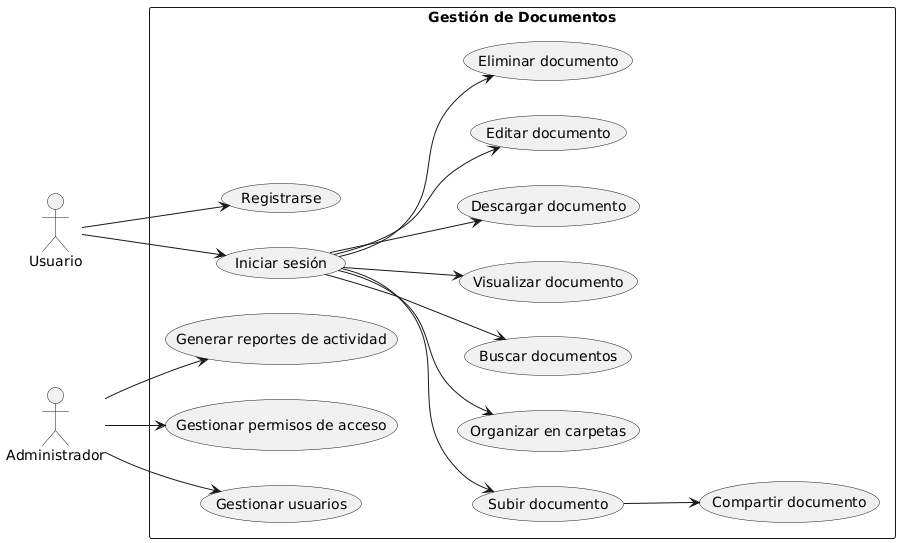 Gestión de Documentos
Eliminar documento
Editar documento
Registrarse
Descargar documento
Usuario
Iniciar sesión
Visualizar documento
Generar reportes de actividad
Buscar documentos
Gestionar permisos de acceso
Organizar en carpetas
Administrador
Gestionar usuarios
Subir documento
Compartir documento